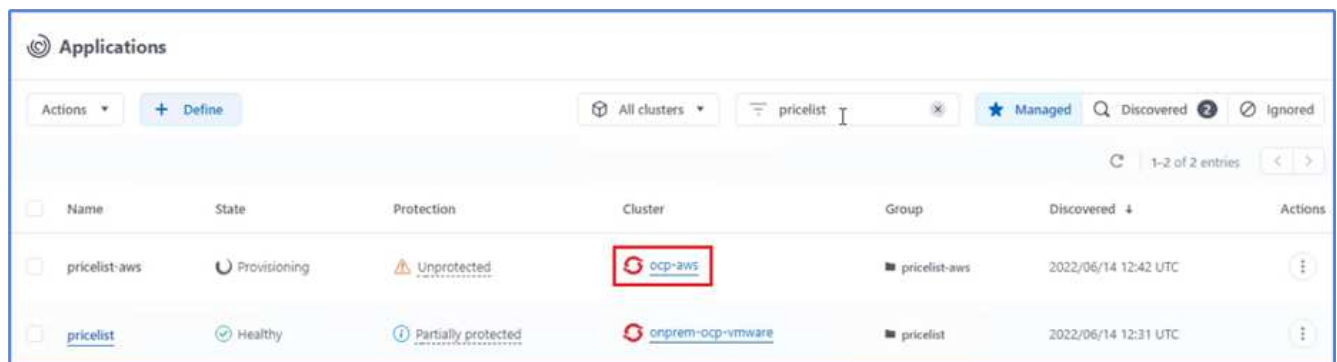 Applications
Actions + Define All clusters pricelist Managed Discovered 2 Ignored
1-2 of 2 entries
Name State Protection Cluster Group Discovered ↓ Actions
pricelist-aws Provisioning Unprotected ocp-aws pricelist-aws 2022/06/14 12:42 UTC
pricelist Healthy Partially protected onprem-ocp-vmware pricelist 2022/06/14 12:31 UTC